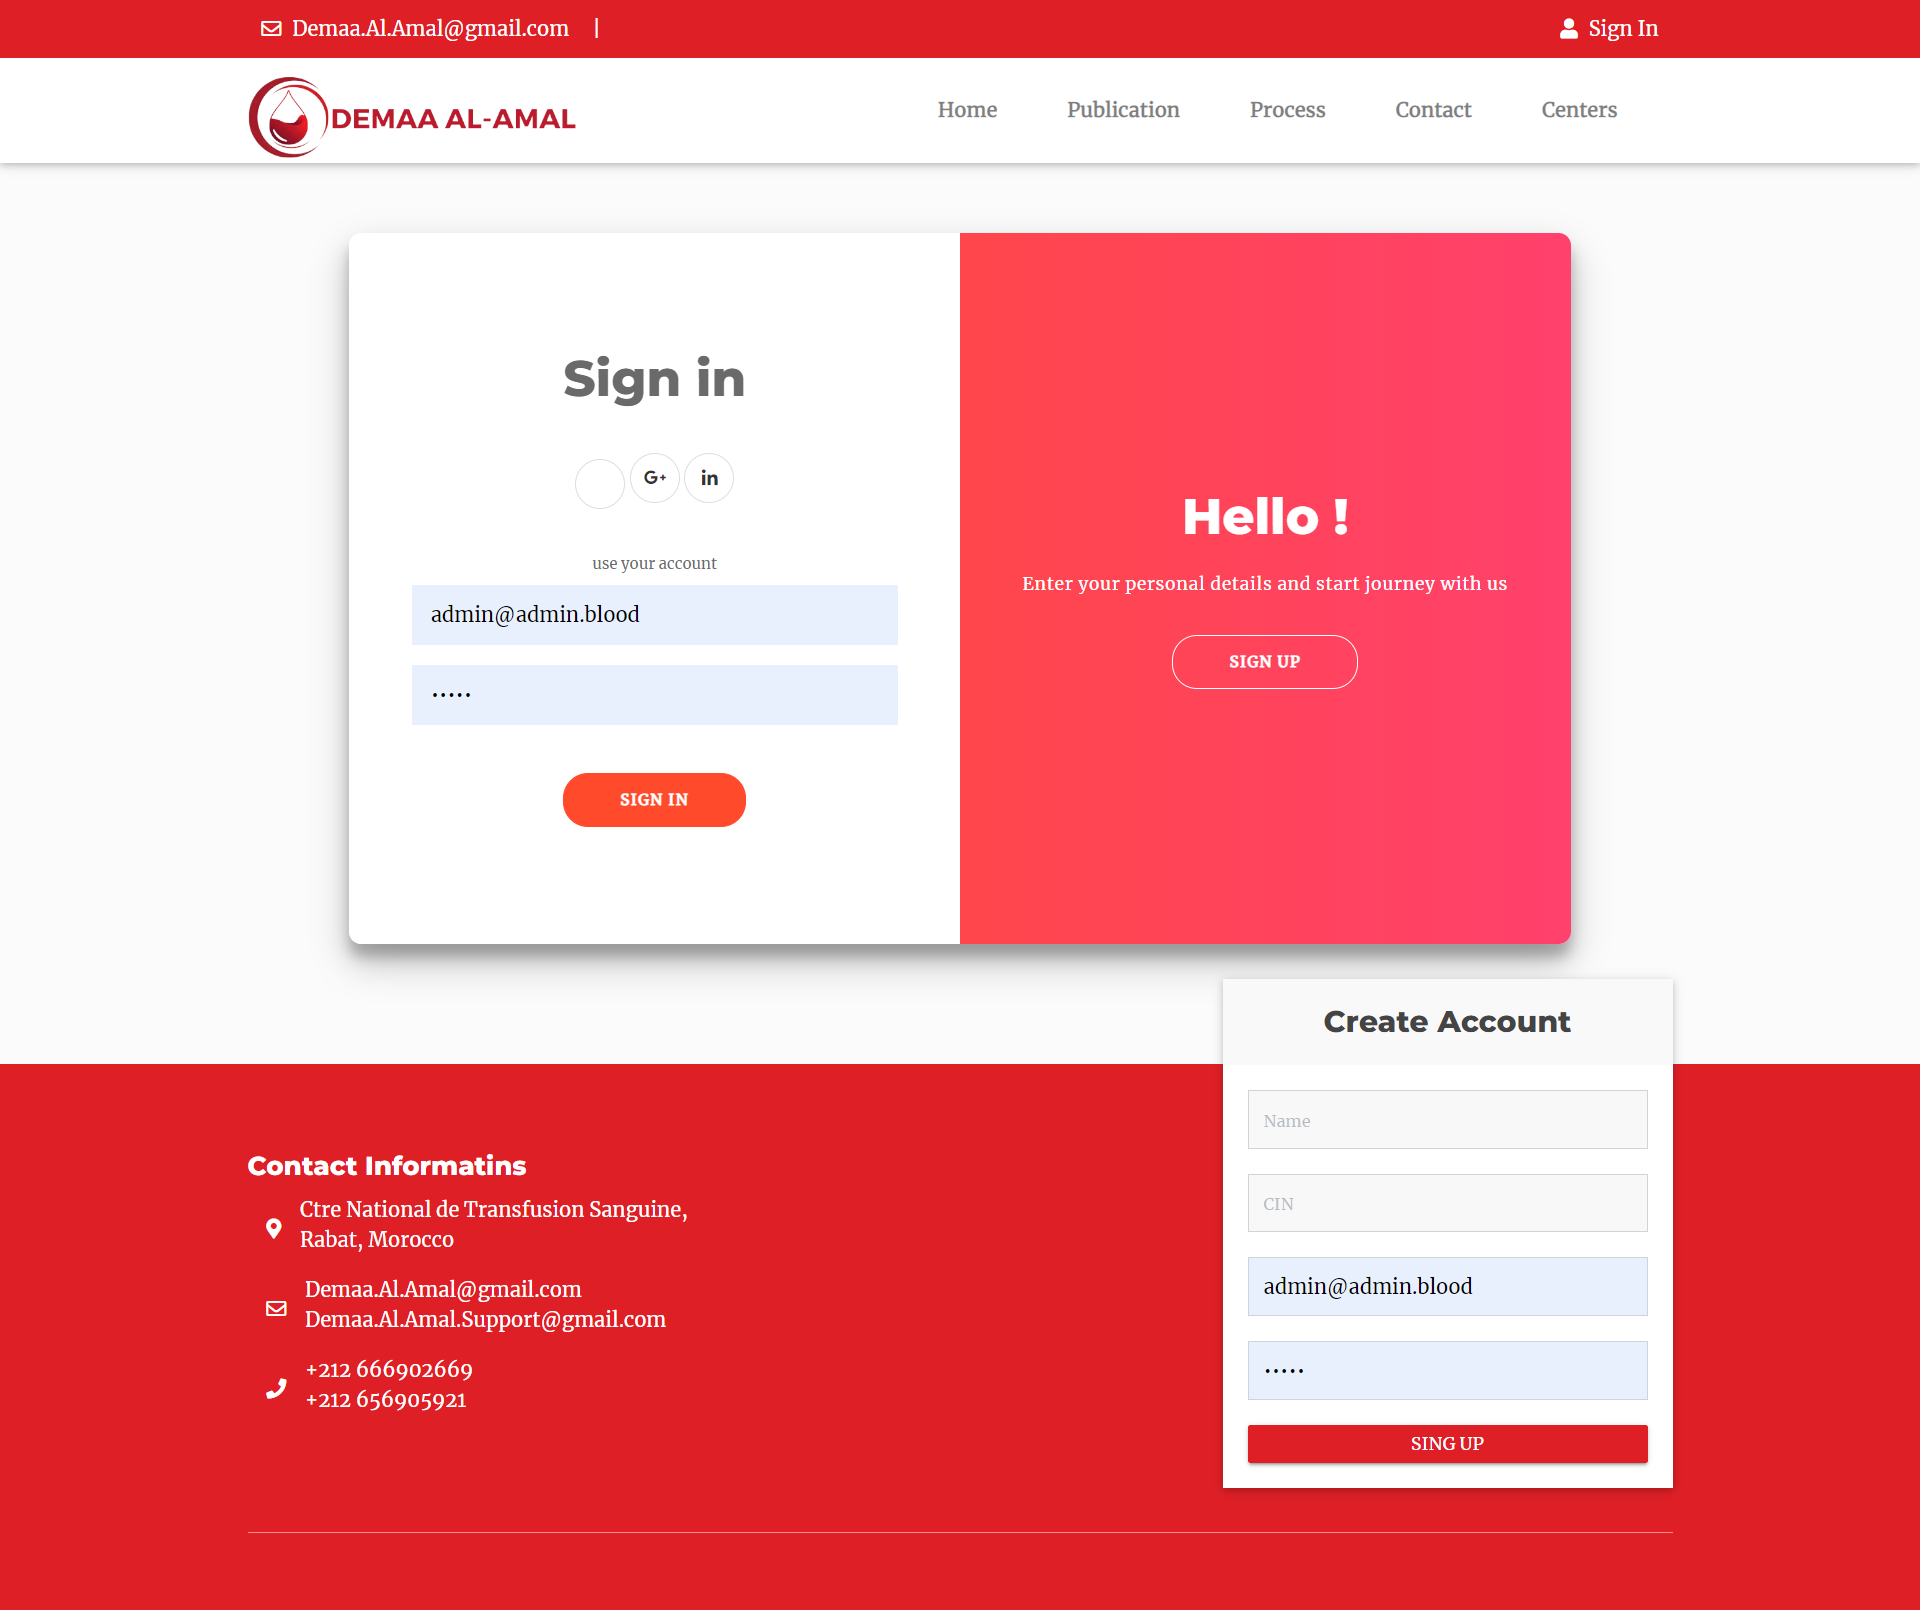 Demaa.Al.Amal@gmail.com |
Sign In
DEMAA AL-AMAL
Home Publication Process Contact Centers
Sign in
G+ in
use your account
admin@admin.blood
•••••
SIGN IN
Hello !
Enter your personal details and start journey with us
SIGN UP
Create Account
Name
CIN
admin@admin.blood
•••••
SING UP
Contact Informatins
Ctre National de Transfusion Sanguine,
Rabat, Morocco
Demaa.Al.Amal@gmail.com
Demaa.Al.Amal.Support@gmail.com
+212 666902669
+212 656905921